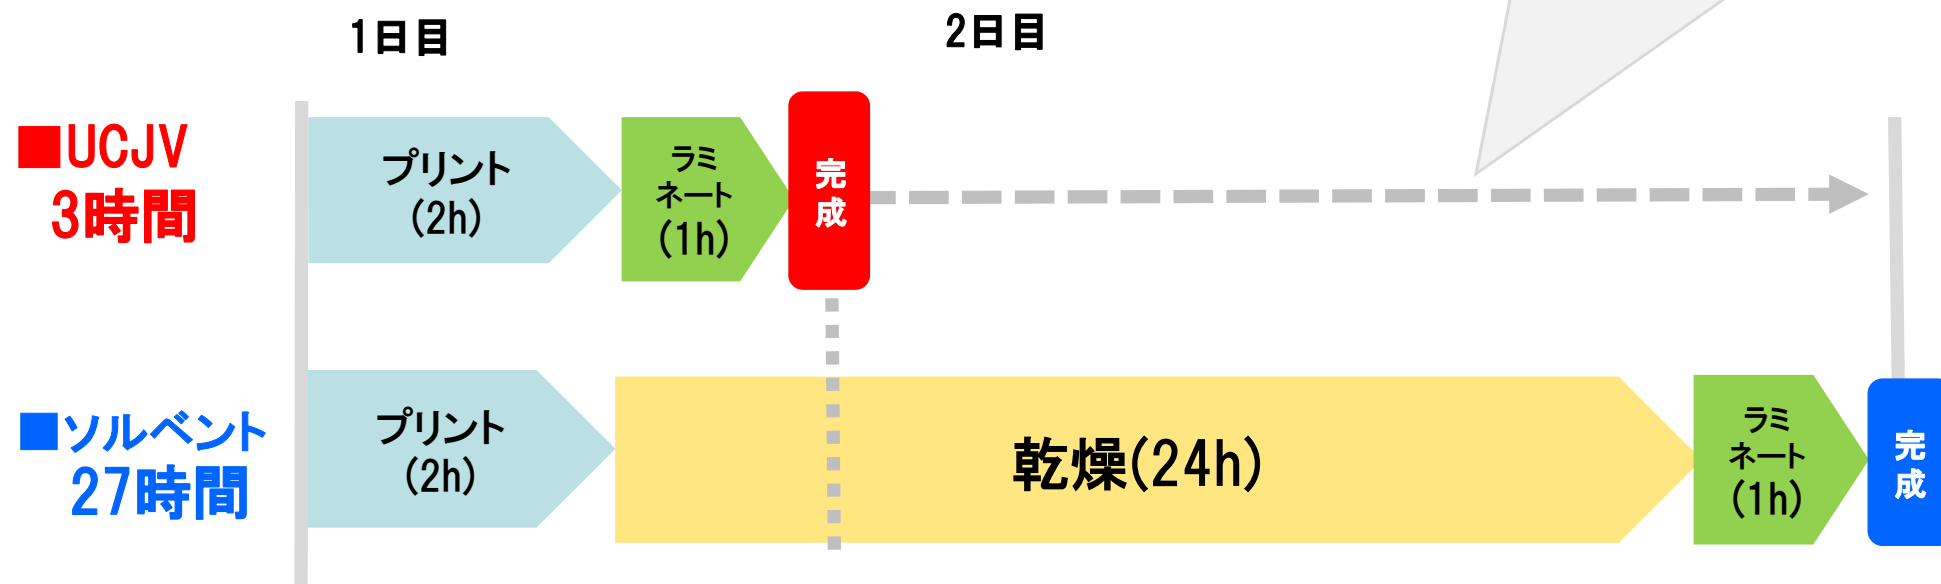 1日目
2日目
■UCJV
3時間
プリント
(2h)
ラミ
ネート
(1h)
完
成
■ソルベント
27時間
プリント
(2h)
乾燥(24h)
ラミ
ネート
(1h)
完
成